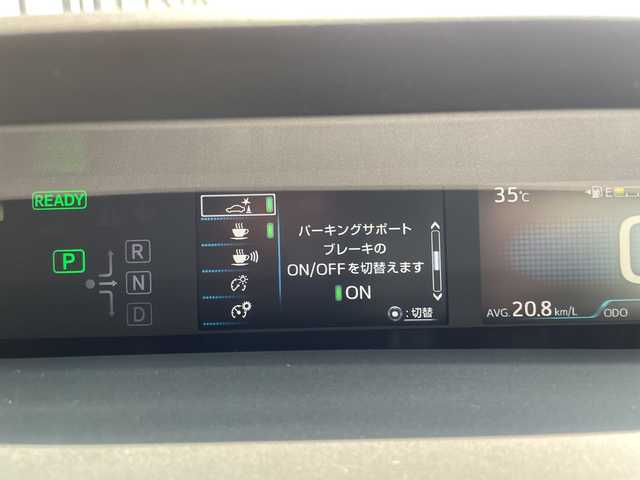 READY
P
R
N
D
パーキングサポート
ブレーキの
ON/OFFを切替えます
ON
:切替
35℃
E
AVG. 20.8 km/L
ODO